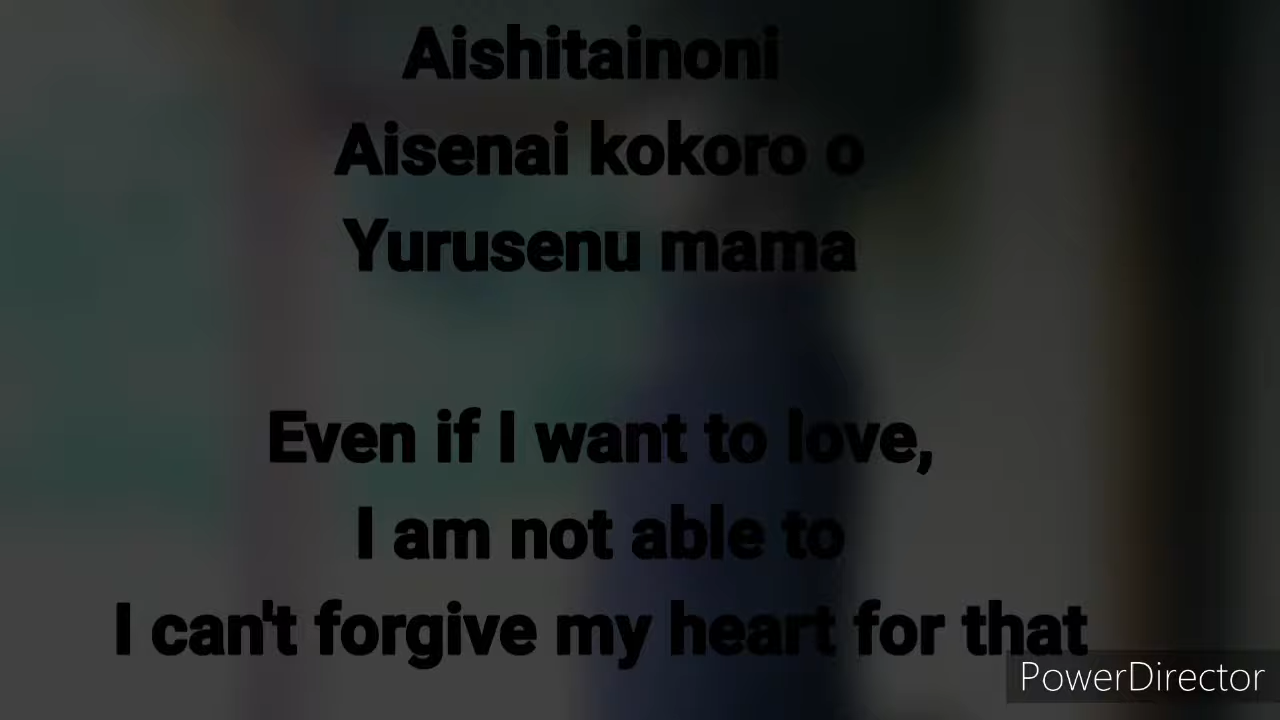 Aishitainoni
Aisenai kokoro o
Yurusenu mama
Even if I want to love,
I am not able to
I can't forgive my heart for that
PowerDirector